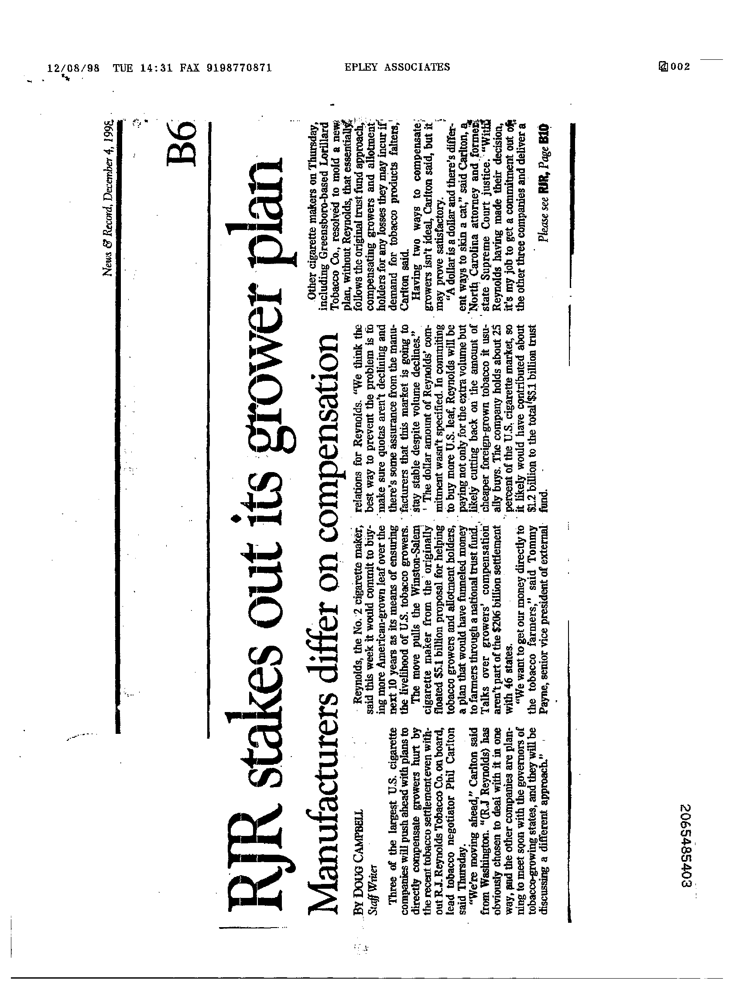 12/08/98 TUE 14:31 FAX 9198770871 EPLEY ASSOCIATES 002
News & Record, December 4, 1998
B6
RJR stakes out its grower plan
Manufacturers differ on compensation
BY DOUG CAMPBELL
Staff Writer
Three of the largest U.S. cigarette
companies will push ahead with plans to
directly compensate growers hurt by
the recent tobacco settlement even with-
out R.J. Reynolds Tobacco Co. on board,
lead tobacco negotiator Phil Carlton
said Thursday.
"We're moving ahead," Carlton said
from Washington. "(R.J Reynolds) has
obviously chosen to deal with it in one
way, and the other companies are plan-
ning to meet soon with the governors of
tobacco-growing states, and they will be
discussing a different approach."
Reynolds, the No. 2 cigarette maker,
said this week it would commit to buy-
ing more American-grown leaf over the
next 10 years as its means of ensuring
the livelihood of U.S. tobacco growers.
The move pulls the Winston-Salem
cigarette maker from the originally
floated $5.1 billion proposal for helping
tobacco growers and allotment holders,
a plan that would have funneled money
to farmers through a national trust fund.
Talks over growers' compensation
aren't part of the $206 billion settlement
with 46 states.
"We want to get our money directly to
the tobacco farmers," said Tommy
Payne, senior vice president of external
relations for Reynolds. "We think the
best way to prevent the problem is to
make sure quotas aren't declining and
there's some assurance from the manu-
facturers that this market is going to
stay stable despite volume declines."
The dollar amount of Reynolds' com-
mitment wasn't specified. In commiting
to buy more U.S. leaf, Reynolds will be
paying not only for the extra volume but
likely cutting back on the amount of
cheaper foreign-grown tobacco it usu-
ally buys. The company holds about 25
percent of the U.S. cigarette market, so
it likely would have contributed about
$1.2 billion to the total $5.1 billion trust
fund.
Other cigarette makers on Thursday,
including Greensboro-based Lorillard
Tobacco Co., resolved to mold a new
plan, without Reynolds, that essentially
follows the original trust fund approach,
compensating growers and allotment
holders for any losses they may incur if
demand for tobacco products falters,
Carlton said.
Having two ways to compensate
growers isn't ideal, Carlton said, but it
may prove satisfactory.
"A dollar is a dollar and there's differ-
ent ways to skin a cat," said Carlton, a
North Carolina attorney and former
state Supreme Court justice. "With
Reynolds having made their decision,
it's my job to get a commitment out of
the other three companies and deliver a
Please see RJR, Page B10
2065485403